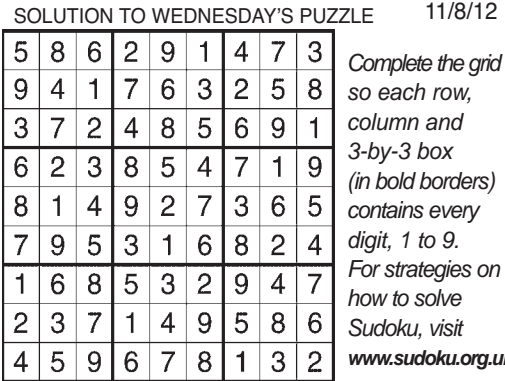 SOLUTION TO WEDNESDAY'S PUZZLE 11/8/12
5 8 6 2 9 1 4 7 3
9 4 1 7 6 3 2 5 8
3 7 2 4 8 5 6 9 1
6 2 3 8 5 4 7 1 9
8 1 4 9 2 7 3 6 5
7 9 5 3 1 6 8 2 4
1 6 8 5 3 2 9 4 7
2 3 7 1 4 9 5 8 6
4 5 9 6 7 8 1 3 2
Complete the grid
so each row,
column and
3-by-3 box
(in bold borders)
contains every
digit, 1 to 9.
For strategies on
how to solve
Sudoku, visit